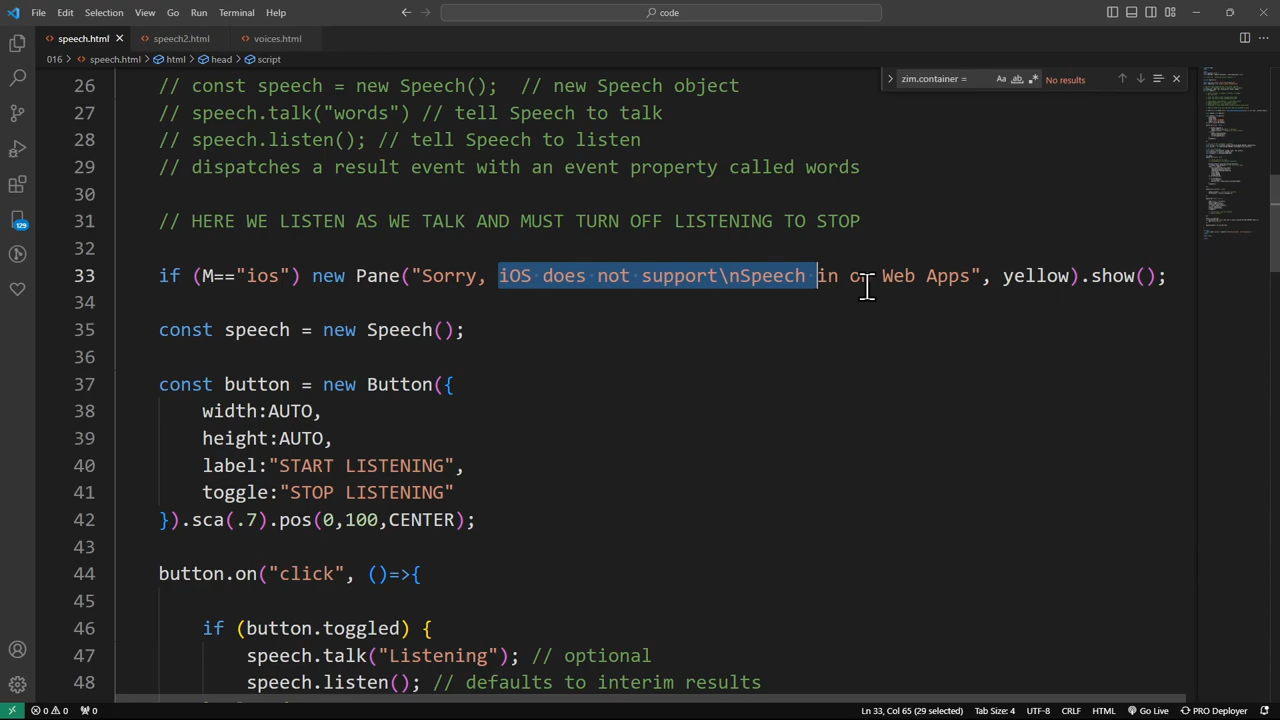 File Edit Selection View Go Run Terminal Help
code
speech.html
speech2.html
voices.html
016 > speech.html > html > head > script
zim.container =
Aa
ab
No results
26 // const speech = new Speech(); // new Speech object
27 // speech.talk("words") // tell Speech to talk
28 // speech.listen(); // tell Speech to listen
29 // dispatches a result event with an event property called words
30
31 // HERE WE LISTEN AS WE TALK AND MUST TURN OFF LISTENING TO STOP
32
33 if (M=="ios") new Pane("Sorry, iOS does not support\nSpeech in or Web Apps", yellow).show();
34
35 const speech = new Speech();
36
37 const button = new Button({
38 width:AUTO,
39 height:AUTO,
40 label:"START LISTENING",
41 toggle:"STOP LISTENING"
42 }).sca(.7).pos(0,100,CENTER);
43
44 button.on("click", ()=>{
45
46 if (button.toggled) {
47 speech.talk("Listening"); // optional
48 speech.listen(); // defaults to interim results
129
0 0 0
Ln 33, Col 65 (29 selected) Tab Size: 4 UTF-8 CRLF HTML Go Live PRO Deployer